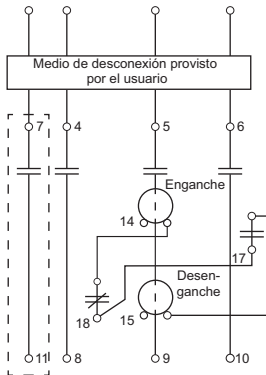 Medio de desconexión provisto
por el usuario
7
4
5
6
Enganche
14
17
Desen-
ganche
18
15
11
8
9
10